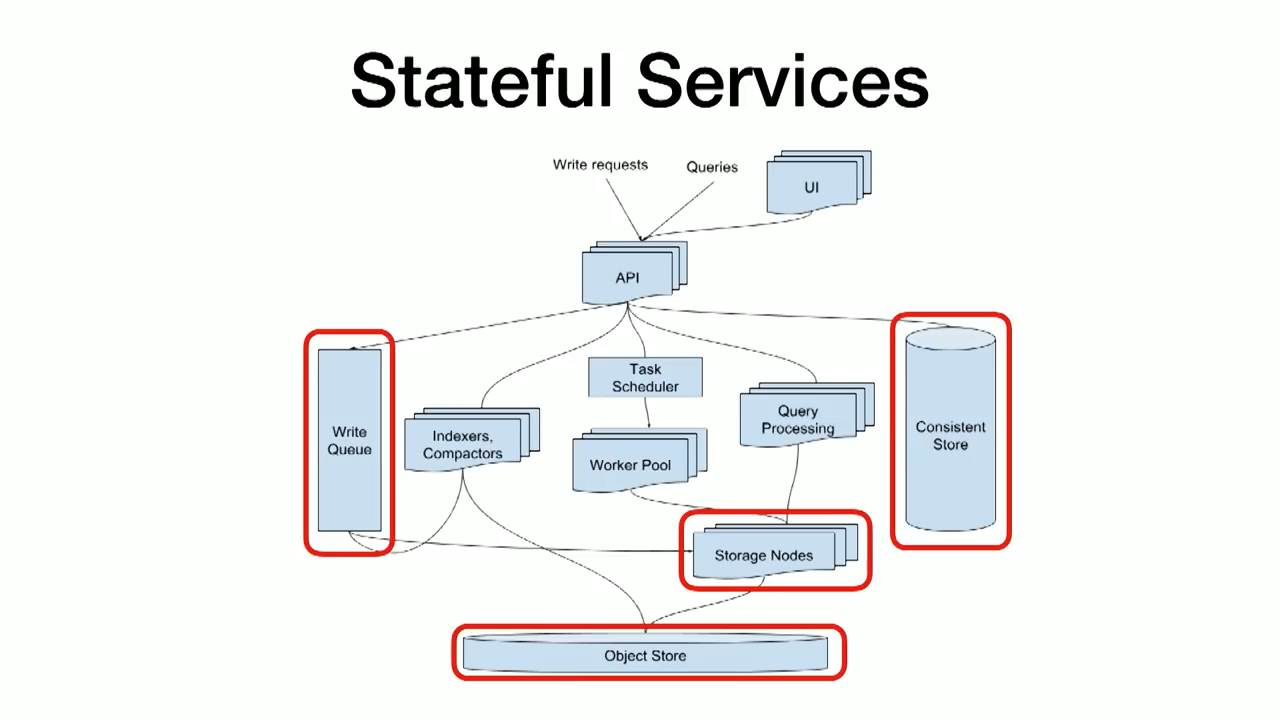 Stateful Services
Write requests
Queries
UI
API
Task
Scheduler
Write
Queue
Indexers,
Compactors
Worker Pool
Query
Processing
Consistent
Store
Storage Nodes
Object Store